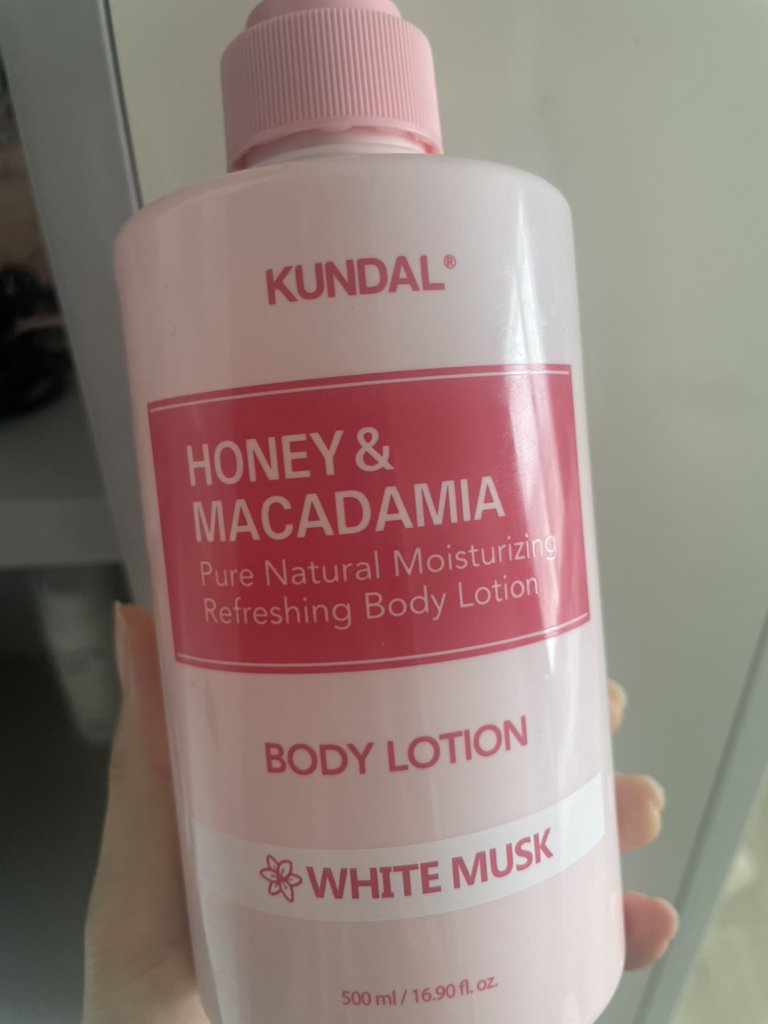 KUNDAL®
HONEY &
MACADAMIA
Pure Natural Moisturizing
Refreshing Body Lotion
BODY LOTION
WHITE MUSK
500 ml / 16.90 fl. oz.